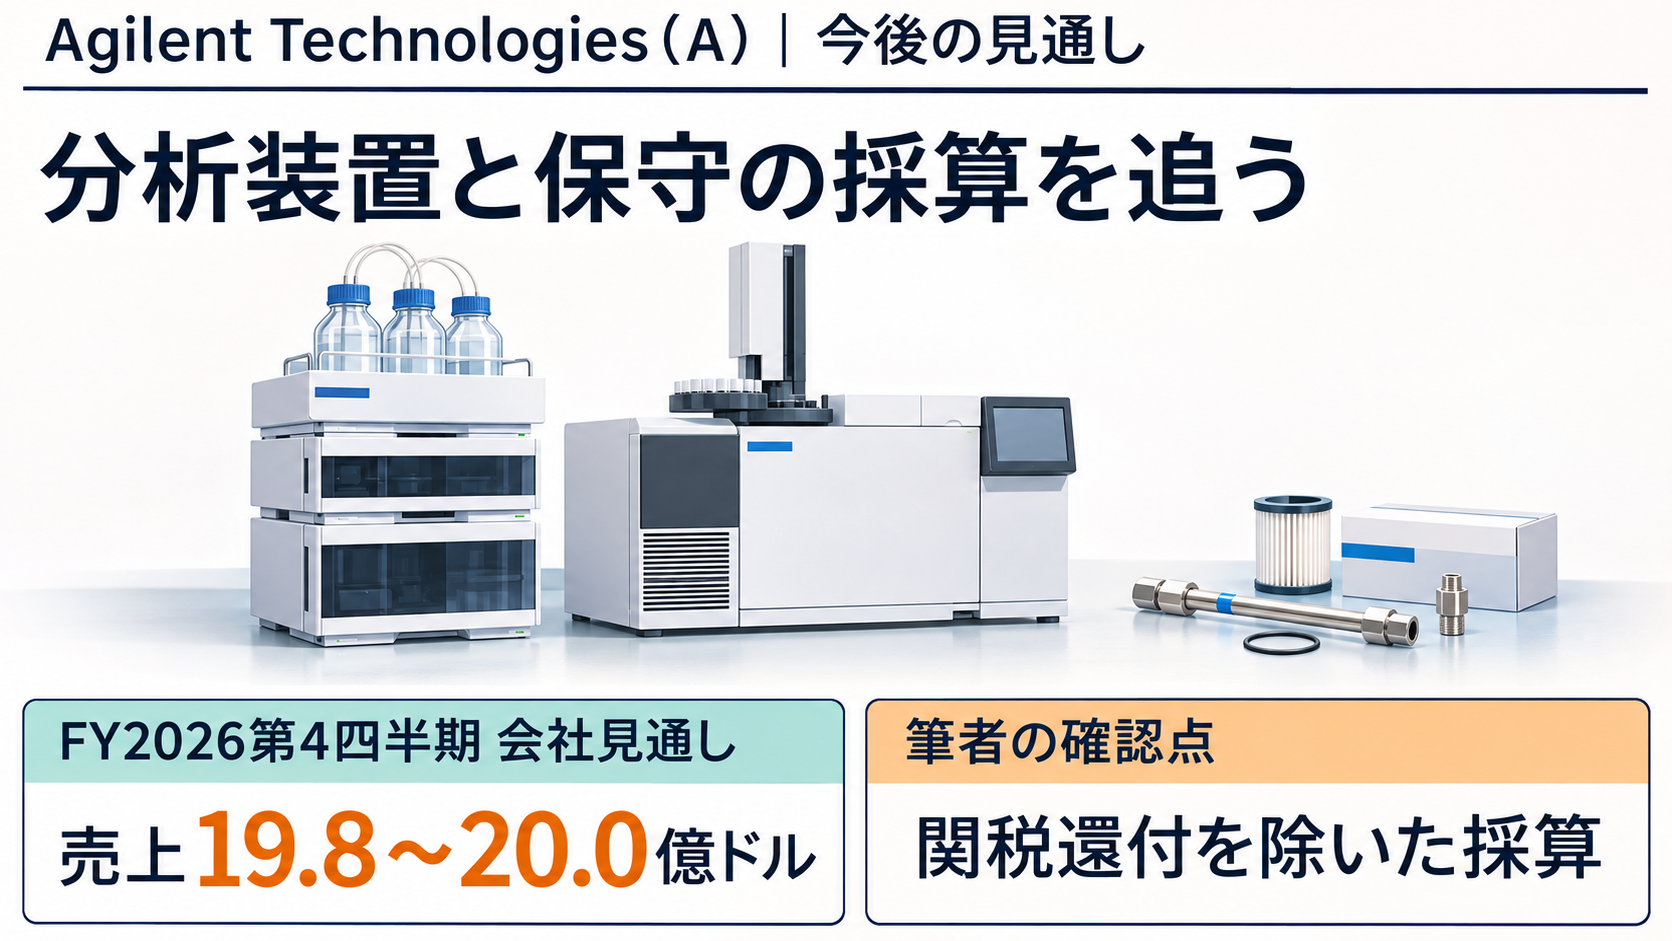 Agilent Technologies（A）｜今後の見通し
分析装置と保守の採算を追う
FY2026第4四半期 会社見通し
売上19.8～20.0億ドル
筆者の確認点
関税還付を除いた採算